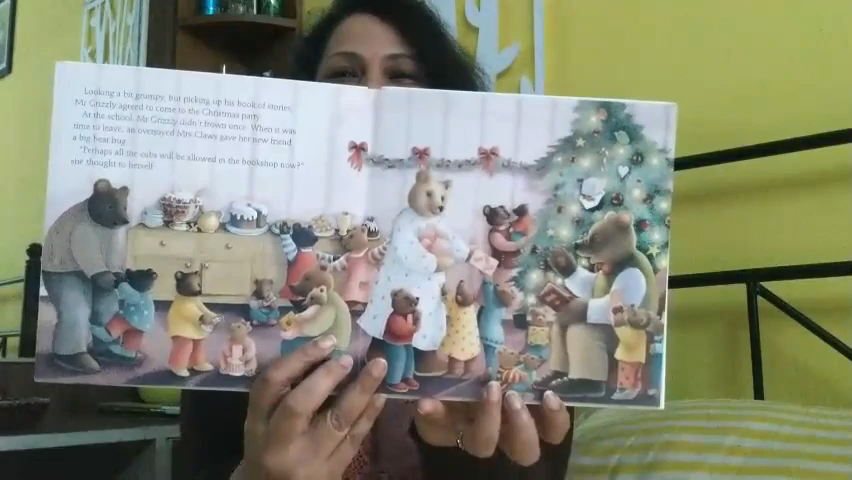 Looking a bit grumpy, but picking up his book of stories,
Mr Grizzly agreed to come to the Christmas party.
At the school, Mr Grizzly didn't frown once. When it was
time to leave, an overjoyed Mrs Claws gave her new friend
a big bear hug.
"Perhaps all the cubs will be allowed in the bookshop now?"
she thought to herself.